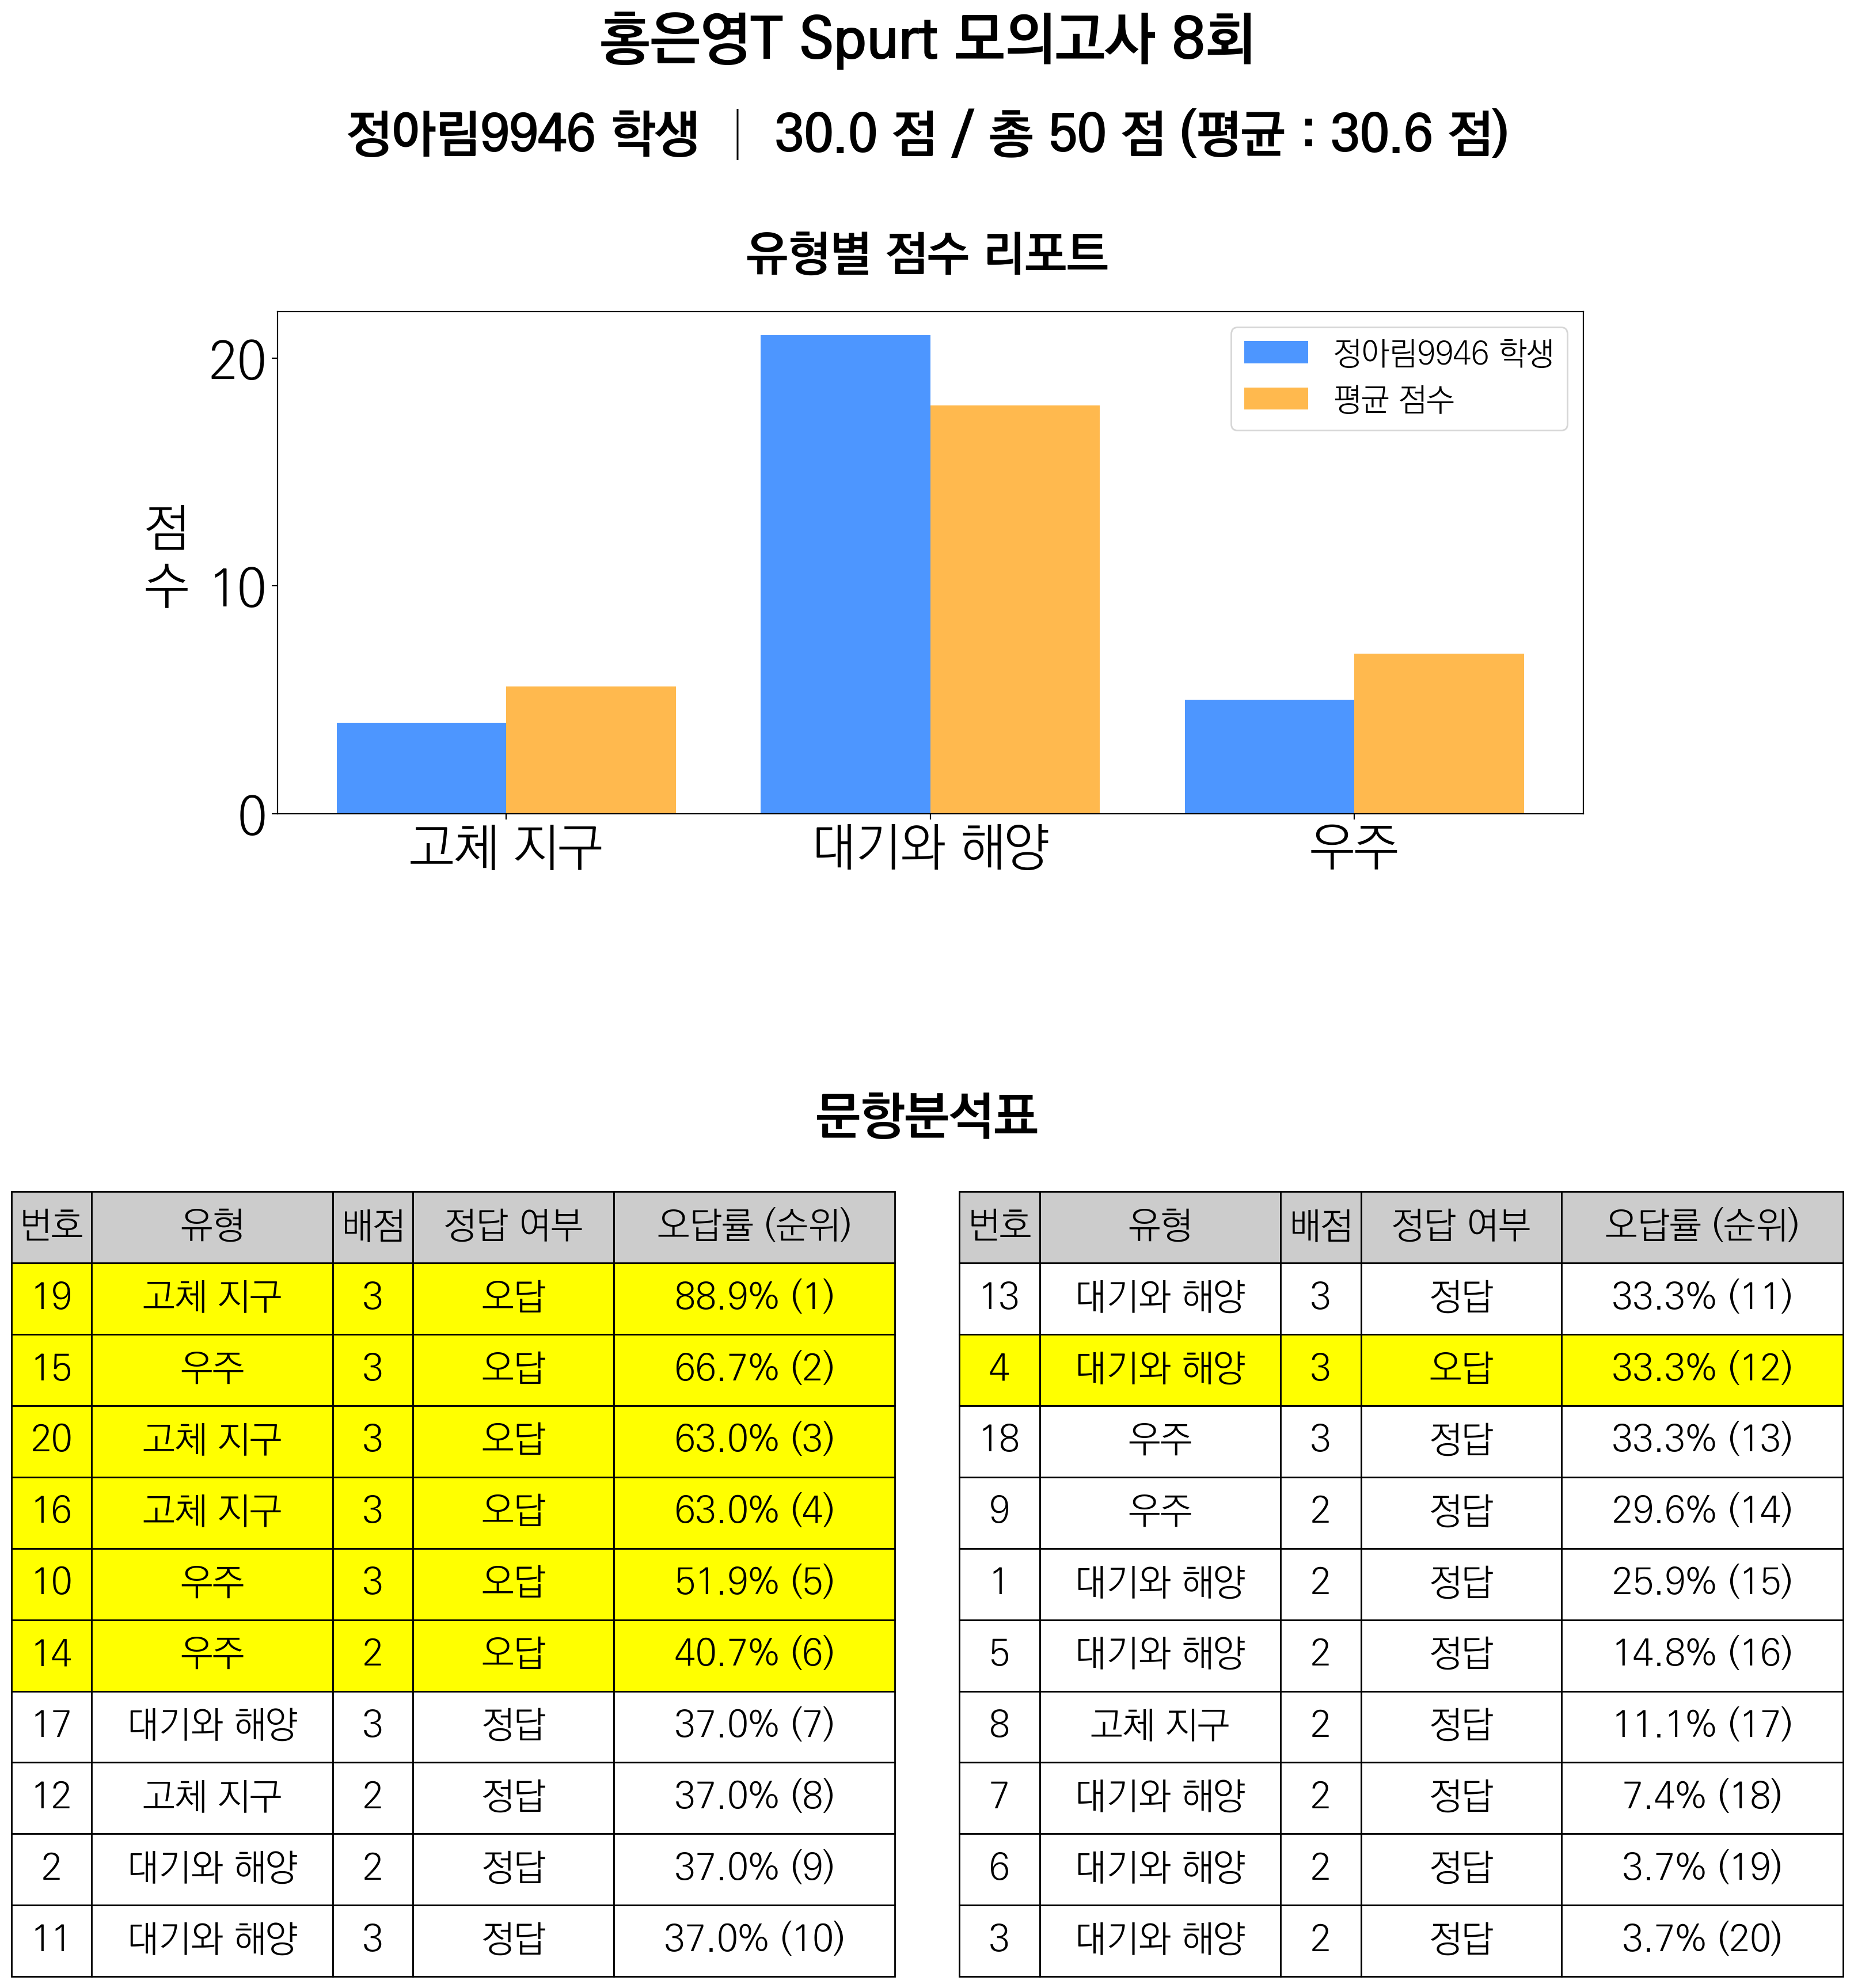 홍은영T Spurt 모의고사 8회
정아림9946 학생 | 30.0 점 / 총 50 점 (평균 : 30.6 점)
유형별 점수 리포트
정아림9946 학생
평균 점수
점
수
20
10
0
고체 지구 대기와 해양 우주
문항분석표
번호 유형 배점 정답 여부 오답률 (순위)
19 고체 지구 3 오답 88.9% (1)
15 우주 3 오답 66.7% (2)
20 고체 지구 3 오답 63.0% (3)
16 고체 지구 3 오답 63.0% (4)
10 우주 3 오답 51.9% (5)
14 우주 2 오답 40.7% (6)
17 대기와 해양 3 정답 37.0% (7)
12 고체 지구 2 정답 37.0% (8)
2 대기와 해양 2 정답 37.0% (9)
11 대기와 해양 3 정답 37.0% (10)
번호 유형 배점 정답 여부 오답률 (순위)
13 대기와 해양 3 정답 33.3% (11)
4 대기와 해양 3 오답 33.3% (12)
18 우주 3 정답 33.3% (13)
9 우주 2 정답 29.6% (14)
1 대기와 해양 2 정답 25.9% (15)
5 대기와 해양 2 정답 14.8% (16)
8 고체 지구 2 정답 11.1% (17)
7 대기와 해양 2 정답 7.4% (18)
6 대기와 해양 2 정답 3.7% (19)
3 대기와 해양 2 정답 3.7% (20)